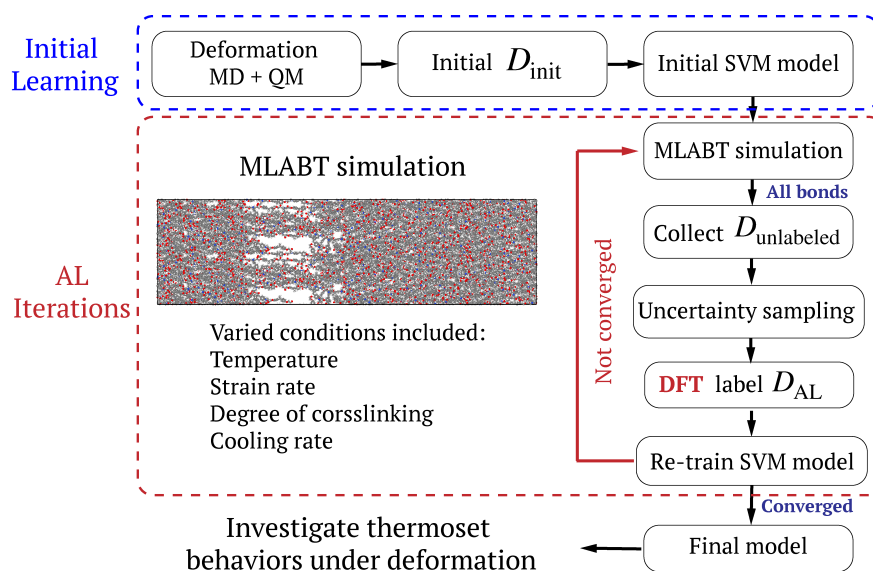 Initial
Learning
Deformation
MD + QM
Initial D_init
Initial SVM model
AL
Iterations
MLABT simulation
Varied conditions included:
Temperature
Strain rate
Degree of corsslinking
Cooling rate
Not converged
MLABT simulation
All bonds
Collect D_unlabeled
Uncertainty sampling
DFT label D_AL
Re-train SVM model
Converged
Final model
Investigate thermoset
behaviors under deformation